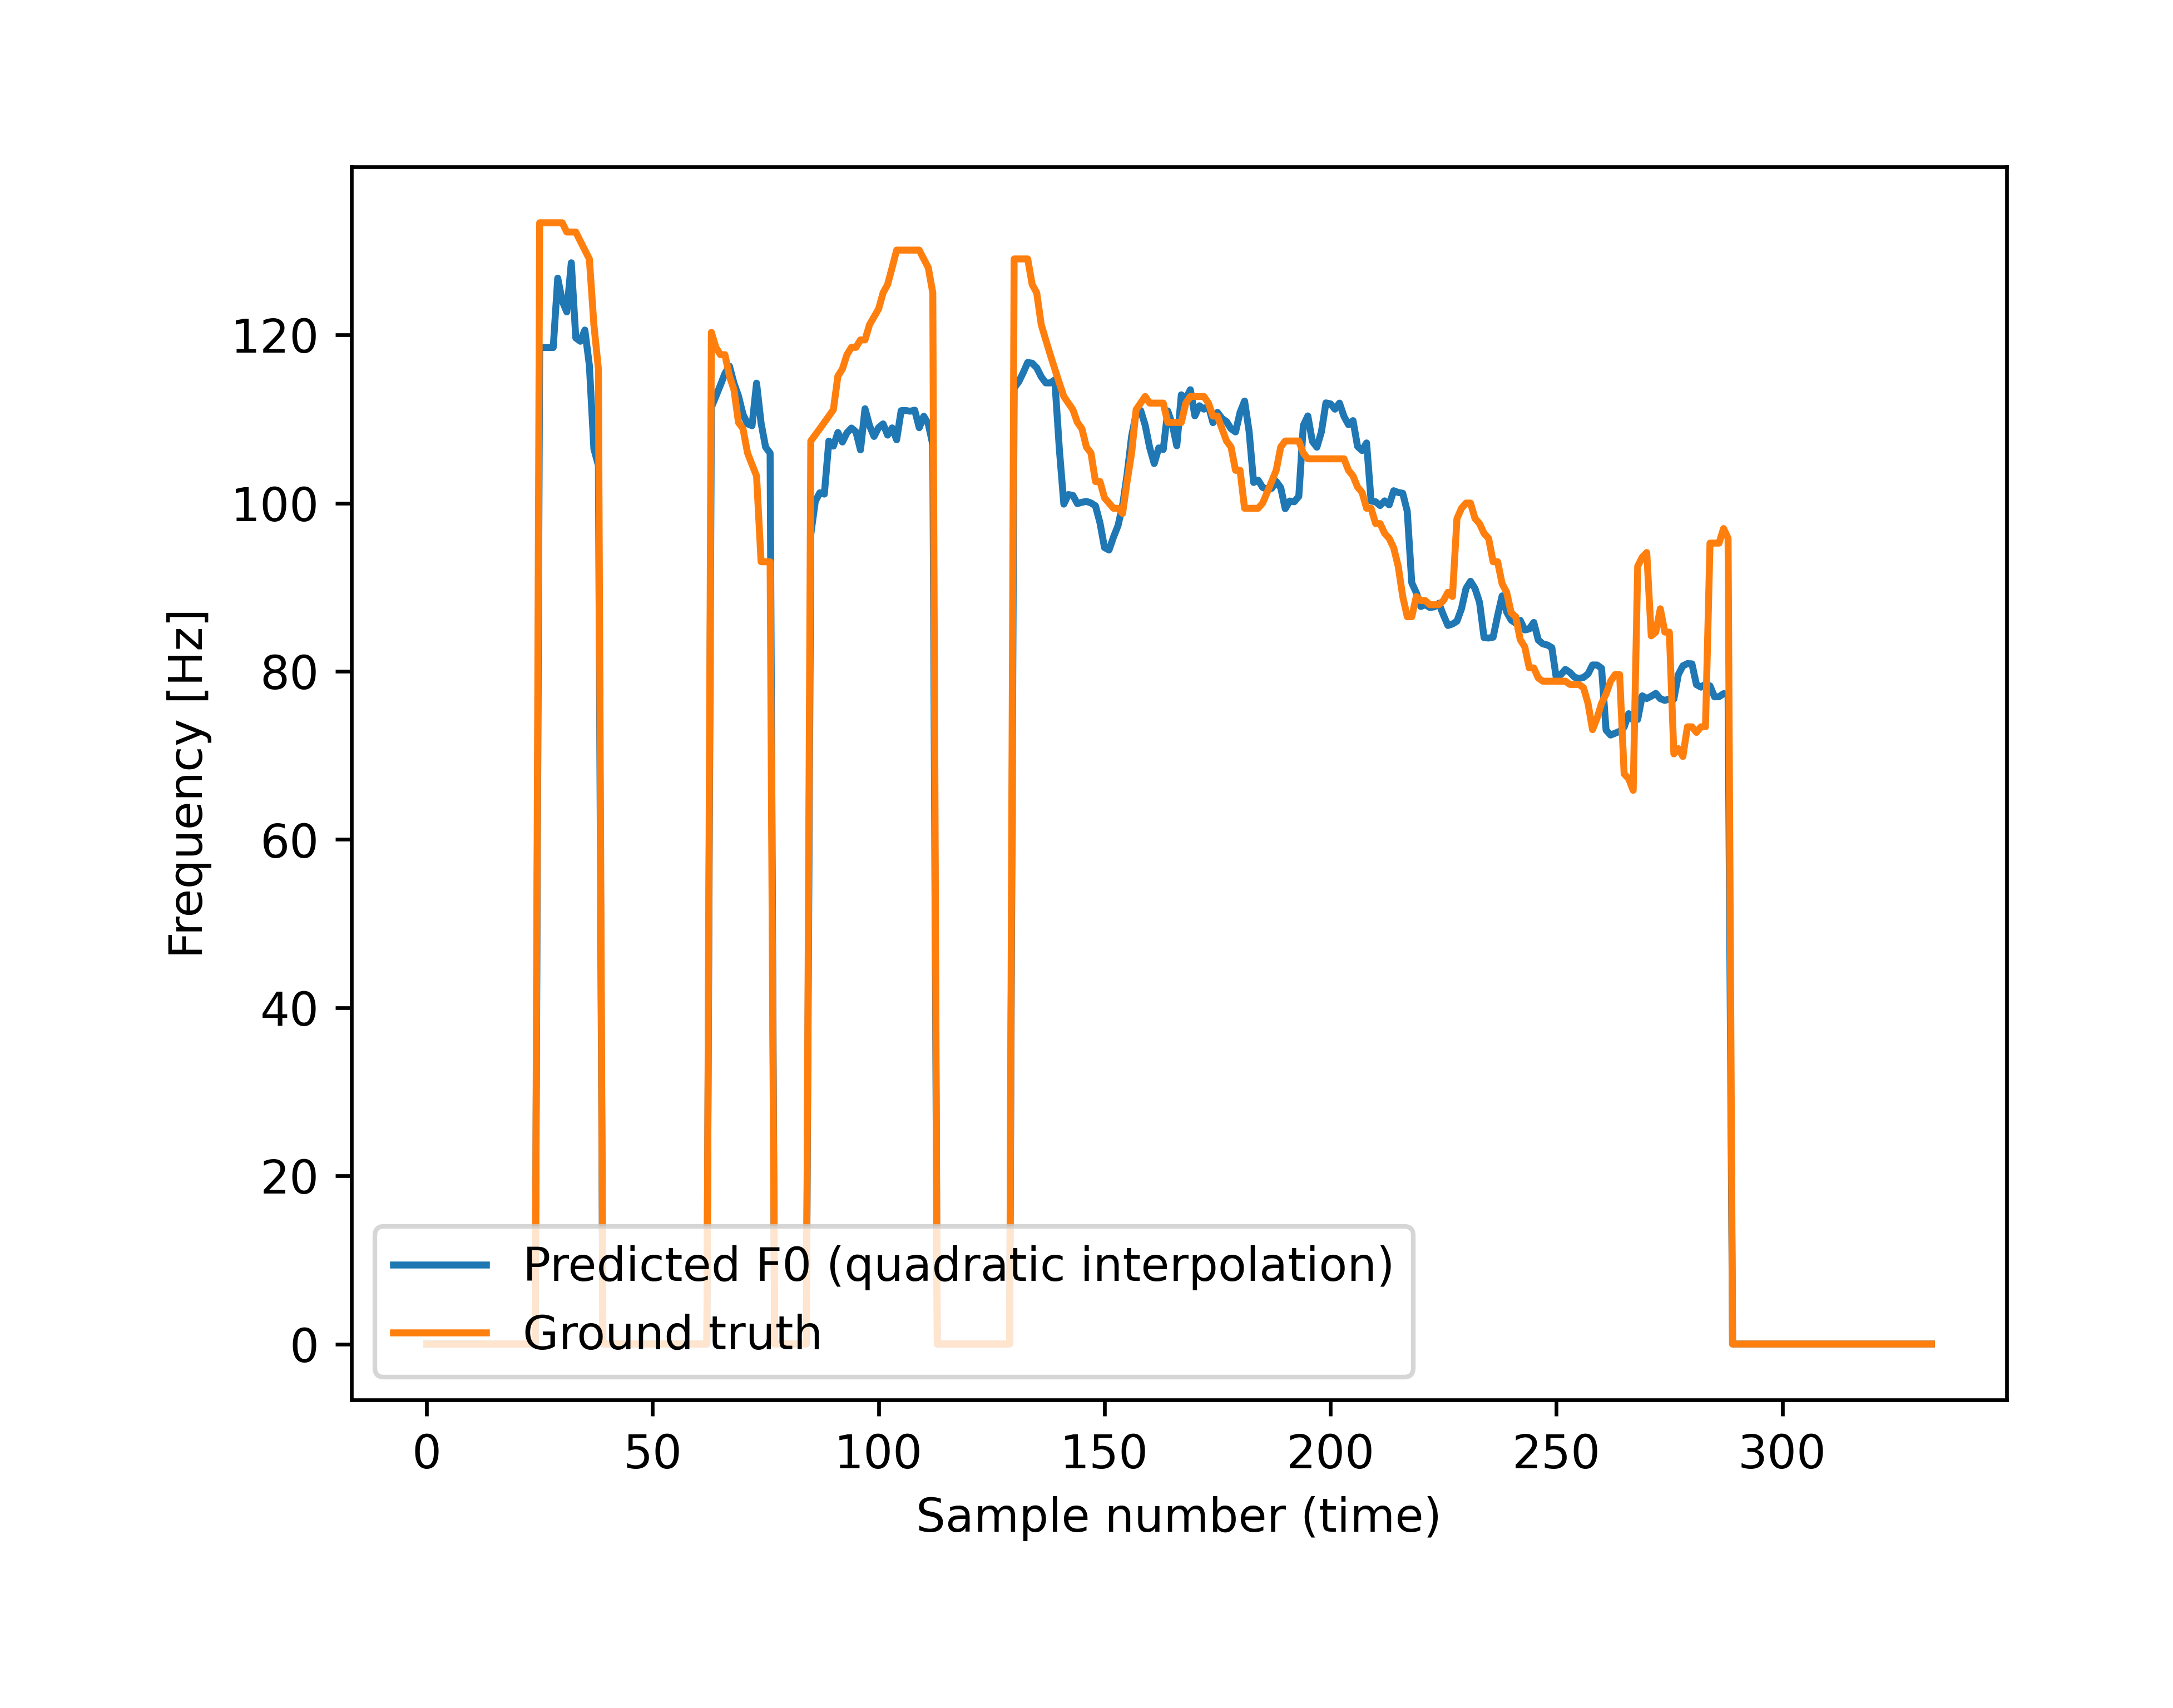 Frequency [Hz]
120
100
80
60
40
20
0
Predicted F0 (quadratic interpolation)
Ground truth
0 50 100 150 200 250 300
Sample number (time)